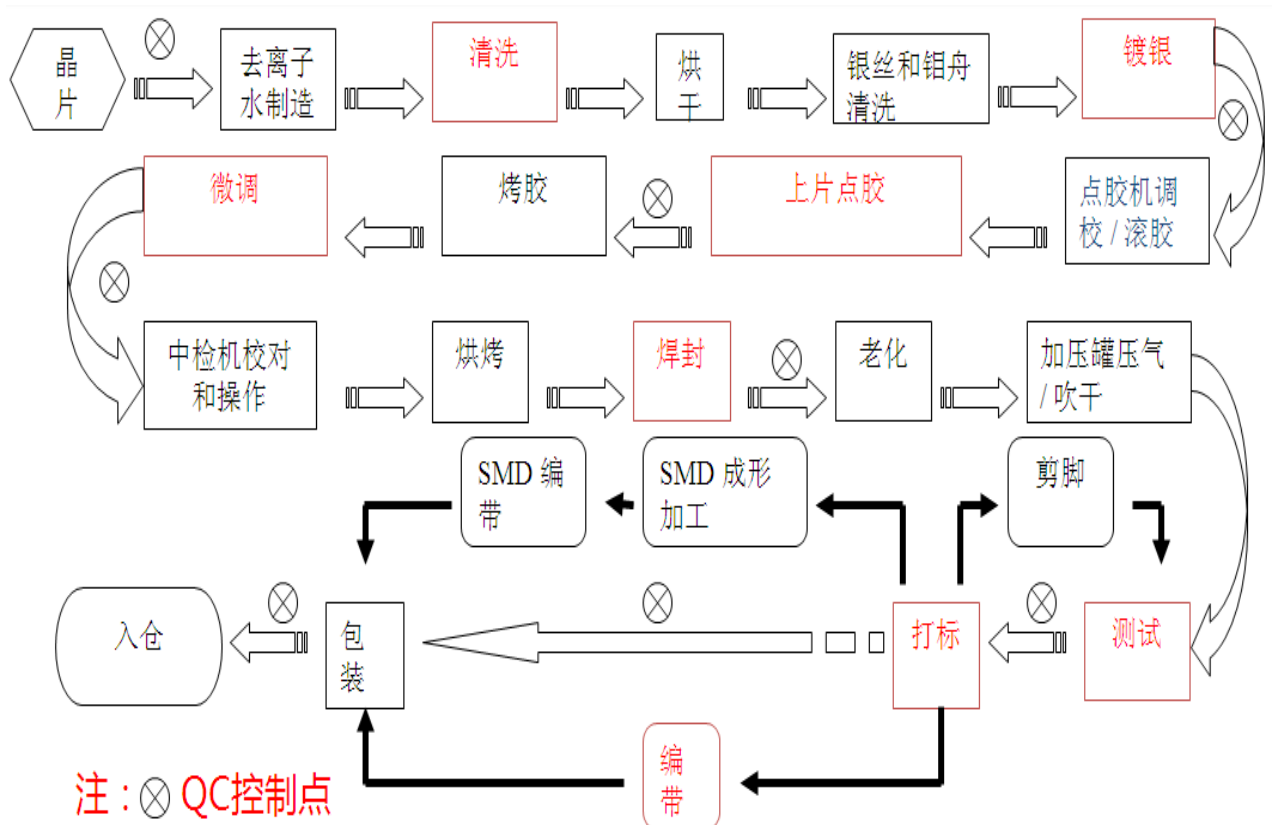 晶
片
去离子
水制造
清洗
烘
干
银丝和钼舟
清洗
镀银
微调
烤胶
上片点胶
点胶机调
校 / 滚胶
中检机校对
和操作
烘烤
焊封
老化
加压罐压气
/ 吹干
SMD 编
带
SMD 成形
加工
剪脚
入仓
包
装
打标
测试
编
带
注：⊗ QC控制点